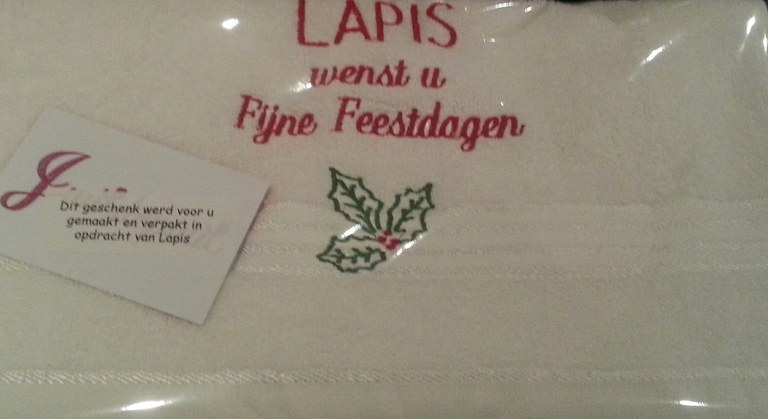 LAPIS
wenst u
Fijne Feestdagen
Dit geschenk werd voor u
gemaakt en verpakt in
opdracht van Lapis